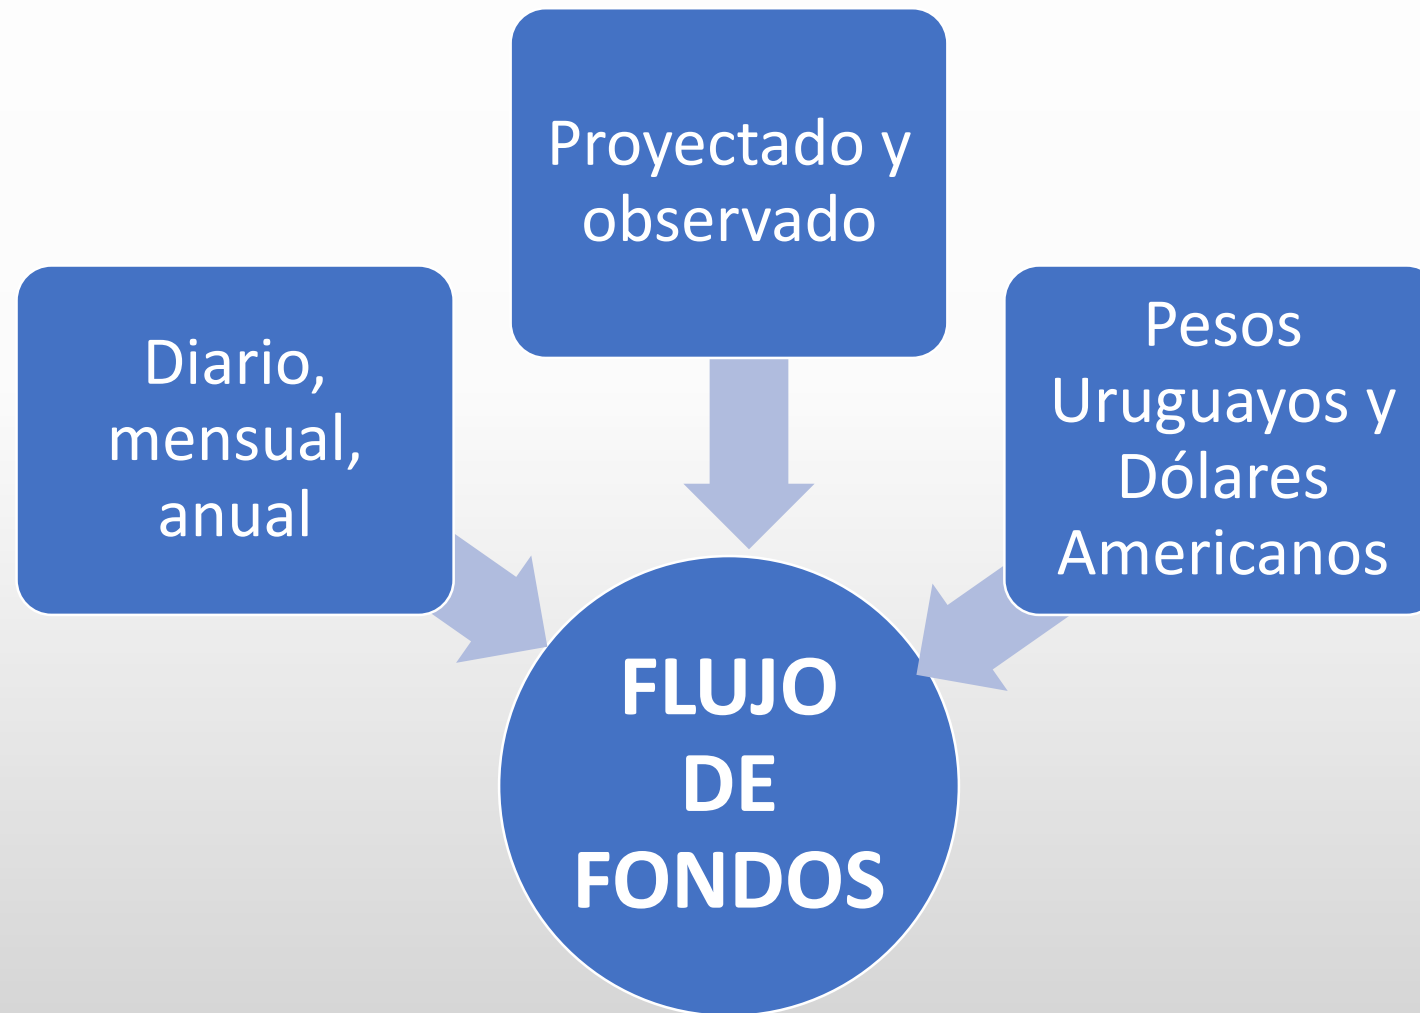 Proyectado y
observado
Diario,
mensual,
anual
Pesos
Uruguayos y
Dólares
Americanos
FLUJO
DE
FONDOS